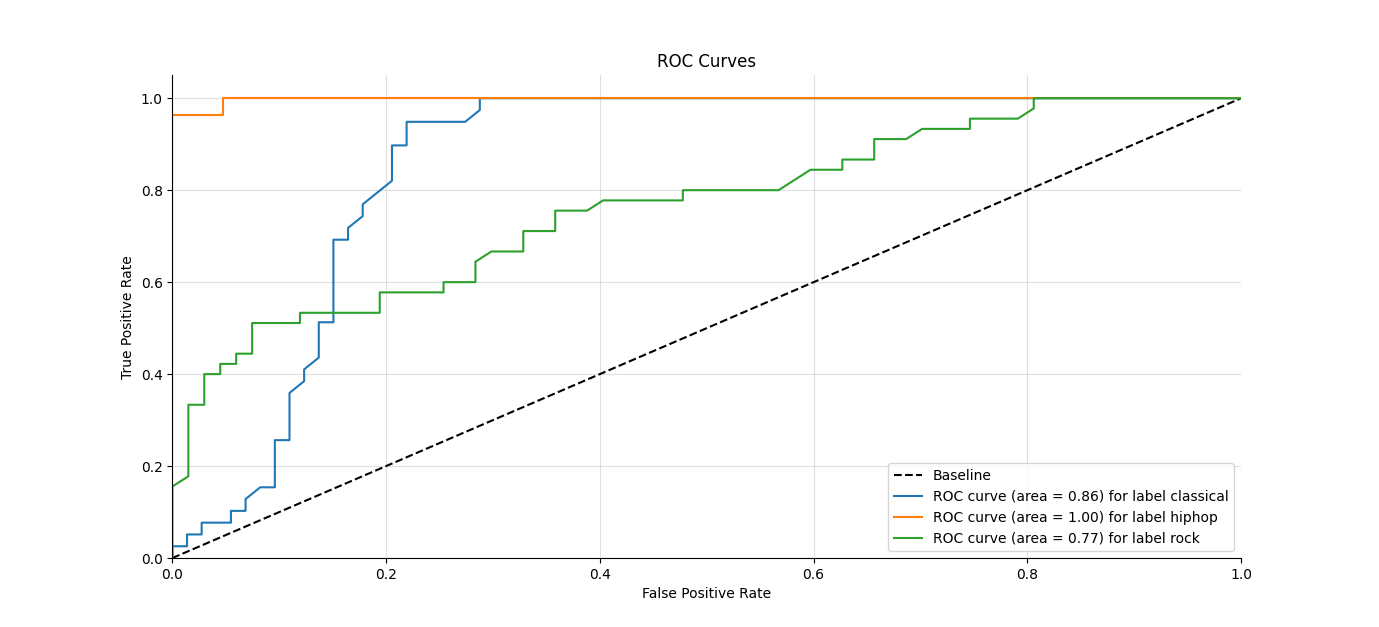 ROC Curves
1.0
0.8
0.6
0.4
0.2
0.0
True Positive Rate
0.0 0.2 0.4 0.6 0.8 1.0
False Positive Rate
Baseline
ROC curve (area = 0.86) for label classical
ROC curve (area = 1.00) for label hiphop
ROC curve (area = 0.77) for label rock